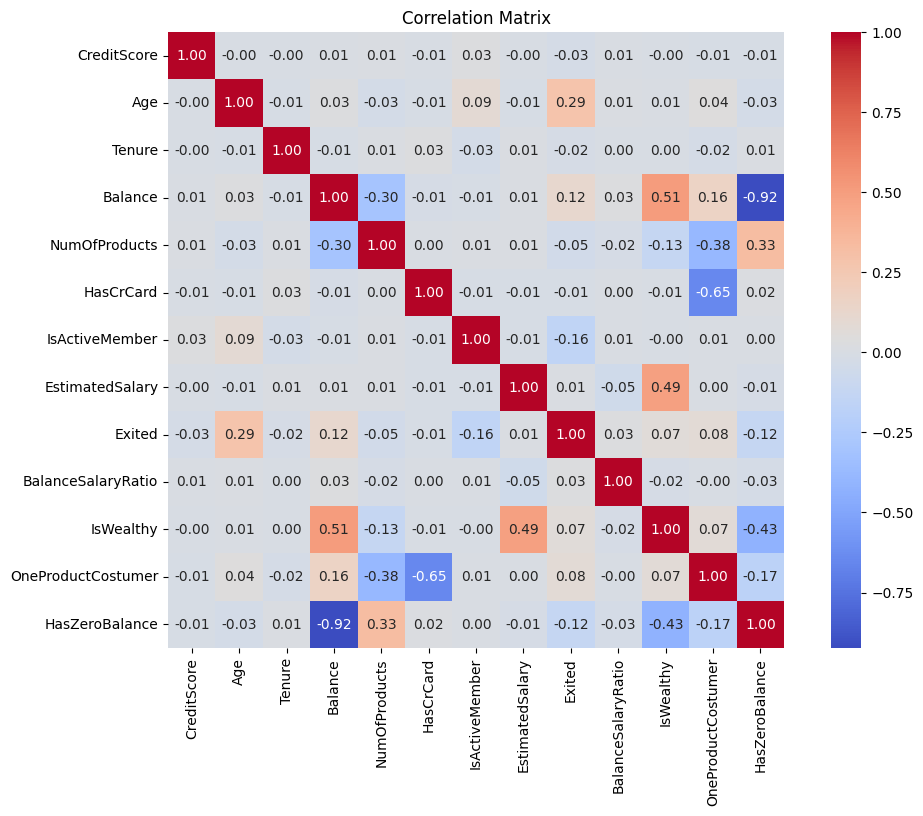 Correlation Matrix
CreditScore 1.00 -0.00 -0.00 0.01 0.01 -0.01 0.03 -0.00 -0.03 0.01 -0.00 -0.01 -0.01
Age -0.00 1.00 -0.01 0.03 -0.03 -0.01 0.09 -0.01 0.29 0.01 0.01 0.04 -0.03
Tenure -0.00 -0.01 1.00 -0.01 0.01 0.03 -0.03 0.01 -0.02 0.00 0.00 -0.02 0.01
Balance 0.01 0.03 -0.01 1.00 -0.30 -0.01 -0.01 0.01 0.12 0.03 0.51 0.16 -0.92
NumOfProducts 0.01 -0.03 0.01 -0.30 1.00 0.00 0.01 0.01 -0.05 -0.02 -0.13 -0.38 0.33
HasCrCard -0.01 -0.01 0.03 -0.01 0.00 1.00 -0.01 -0.01 -0.01 0.00 -0.01 -0.65 0.02
IsActiveMember 0.03 0.09 -0.03 -0.01 0.01 -0.01 1.00 -0.01 -0.16 0.01 -0.00 0.01 0.00
EstimatedSalary -0.00 -0.01 0.01 0.01 0.01 -0.01 -0.01 1.00 0.01 -0.05 0.49 0.00 -0.01
Exited -0.03 0.29 -0.02 0.12 -0.05 -0.01 -0.16 0.01 1.00 0.03 0.07 0.08 -0.12
BalanceSalaryRatio 0.01 0.01 0.00 0.03 -0.02 0.00 0.01 -0.05 0.03 1.00 -0.02 -0.00 -0.03
IsWealthy -0.00 0.01 0.00 0.51 -0.13 -0.01 -0.00 0.49 0.07 -0.02 1.00 0.07 -0.43
OneProductCostumer -0.01 0.04 -0.02 0.16 -0.38 -0.65 0.01 0.00 0.08 -0.00 0.07 1.00 -0.17
HasZeroBalance -0.01 -0.03 0.01 -0.92 0.33 0.02 0.00 -0.01 -0.12 -0.03 -0.43 -0.17 1.00
CreditScore
Age
Tenure
Balance
NumOfProducts
HasCrCard
IsActiveMember
EstimatedSalary
Exited
BalanceSalaryRatio
IsWealthy
OneProductCostumer
HasZeroBalance
1.00
0.75
0.50
0.25
0.00
−0.25
−0.50
−0.75